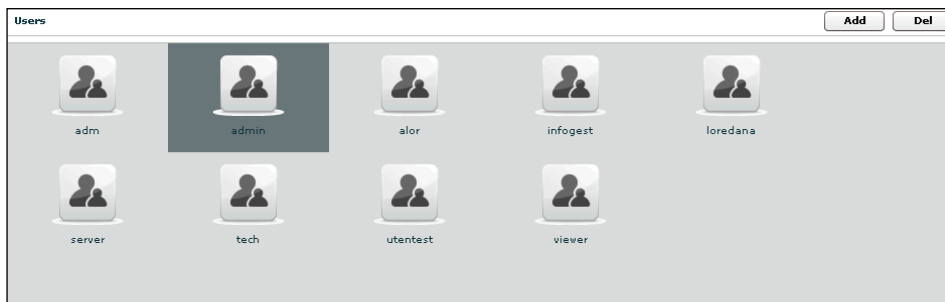 Users Add Del
adm admin alor infogest loredana
server tech utentest viewer